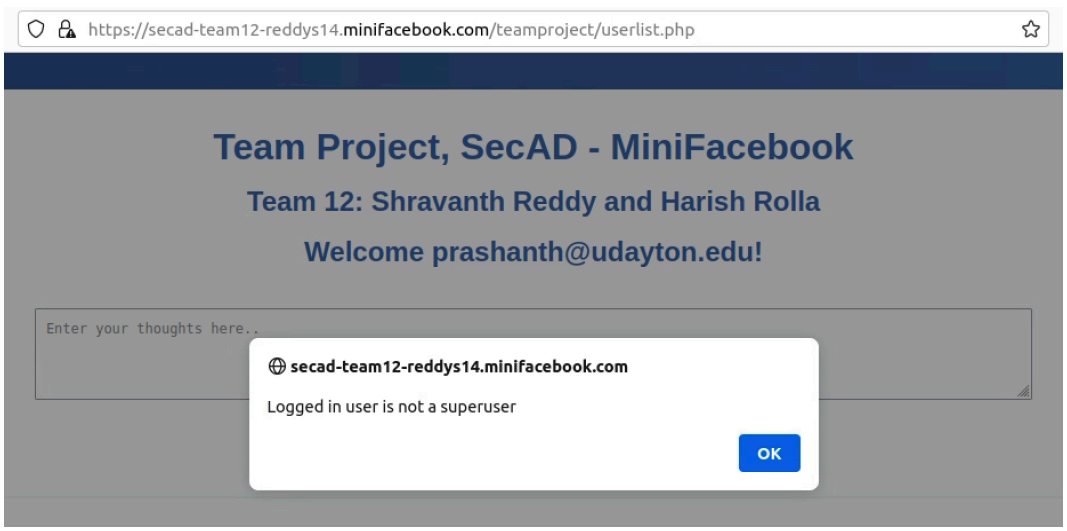 https://secad-team12-reddys14.minifacebook.com/teamproject/userlist.php
Team Project, SecAD - MiniFacebook
Team 12: Shravanth Reddy and Harish Rolla
Welcome prashanth@udayton.edu!
Enter your thoughts here..
secad-team12-reddys14.minifacebook.com
Logged in user is not a superuser
OK